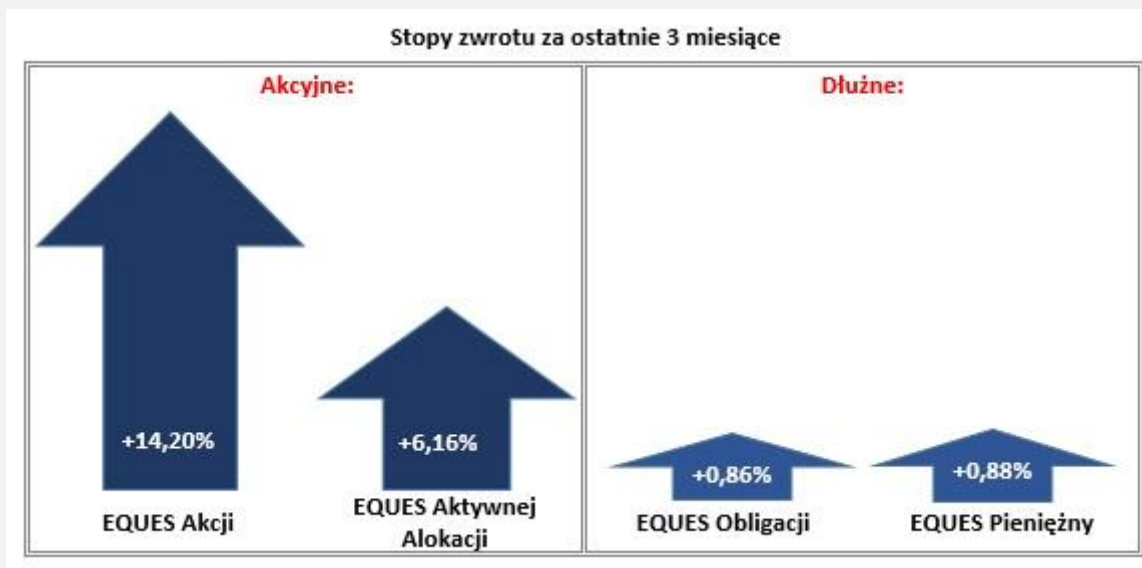 Stopy zwrotu za ostatnie 3 miesiące
Akcyjne:
+14,20%
EQUES Akcji
+6,16%
EQUES Aktywnej
Alokacji
Dłużne:
+0,86%
EQUES Obligacji
+0,88%
EQUES Pieniężny